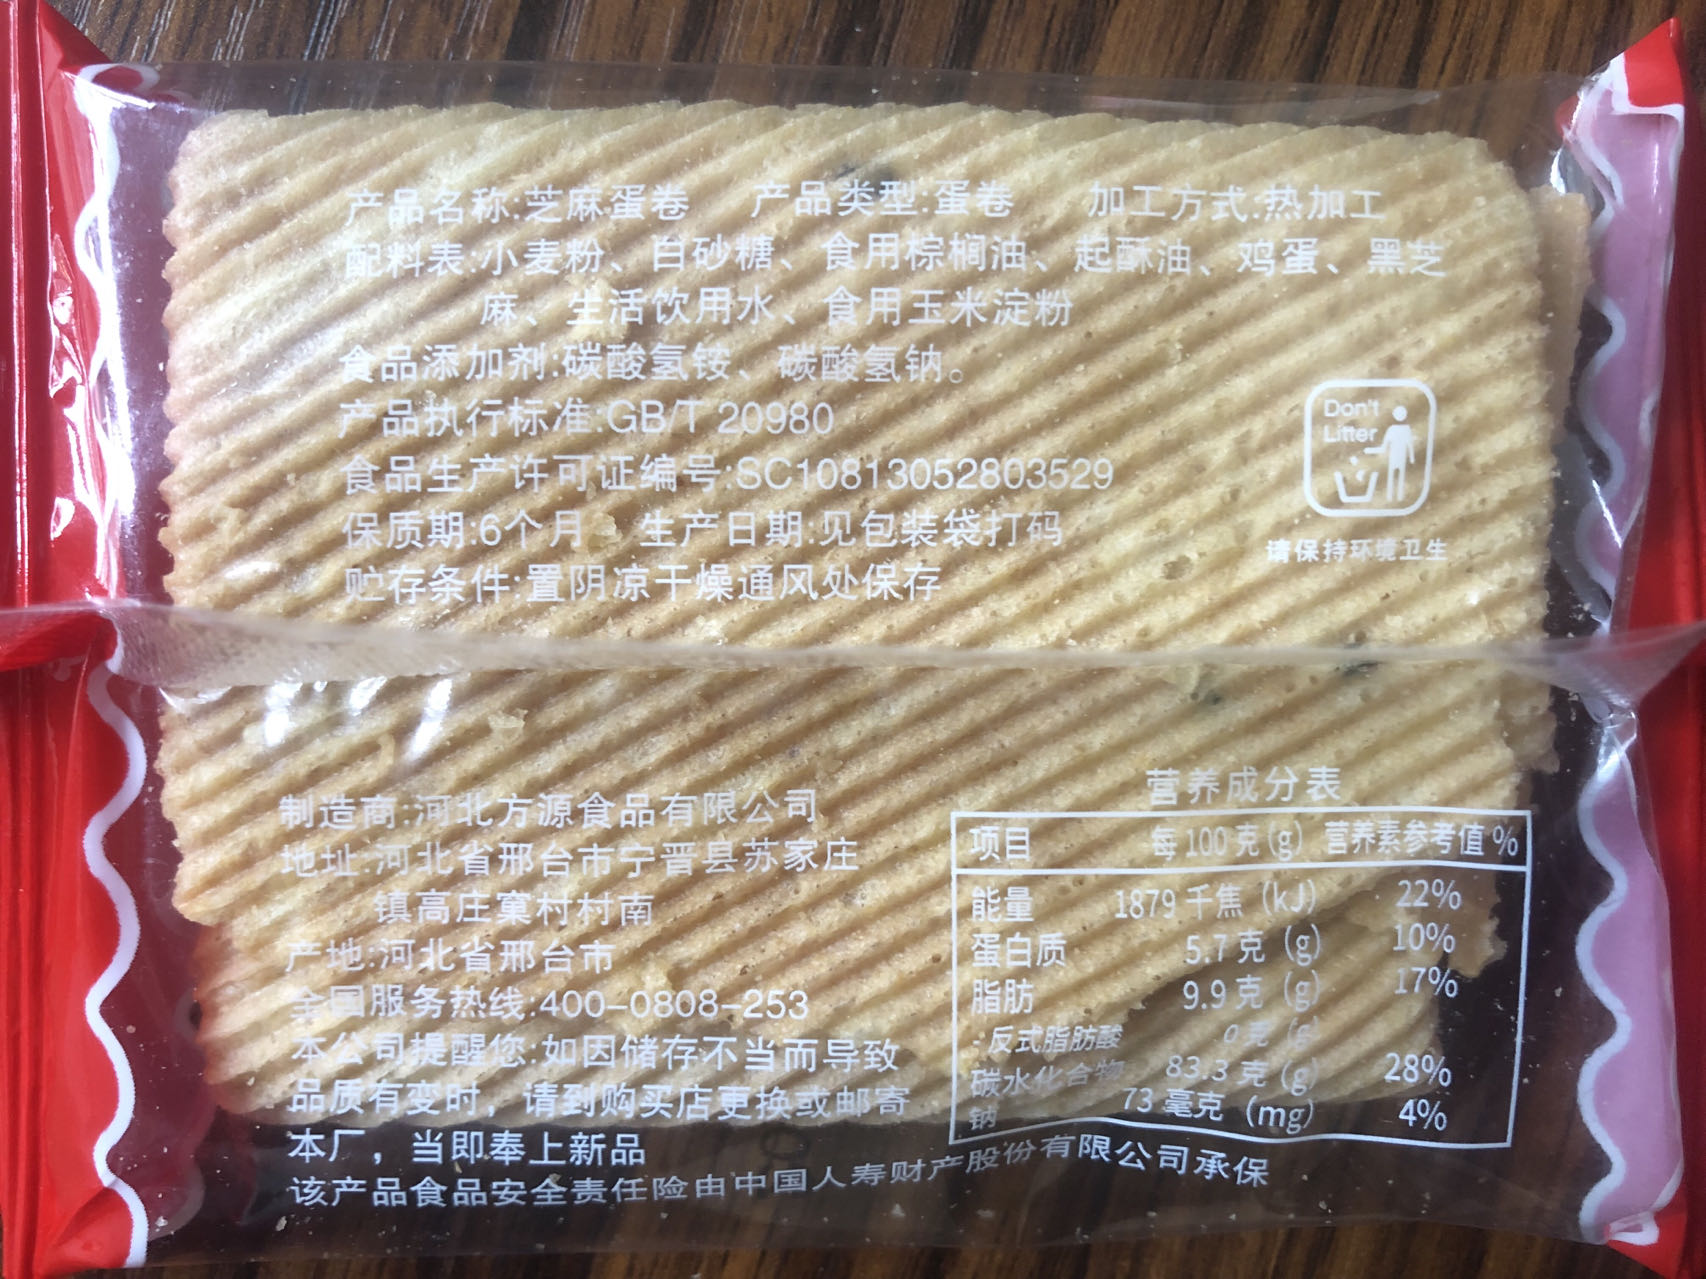 产品名称:芝麻蛋卷 产品类型:蛋卷 加工方式:热加工
配料表:小麦粉、白砂糖、食用棕榈油、起酥油、鸡蛋、黑芝
麻、生活饮用水、食用玉米淀粉
食品添加剂:碳酸氢铵、碳酸氢钠。
产品执行标准:GB/T 20980
食品生产许可证编号:SC10813052803529
保质期:6个月 生产日期:见包装袋打码
贮存条件:置阴凉干燥通风处保存
Don't
Litter
请保持环境卫生
制造商:河北方源食品有限公司
地址:河北省邢台市宁晋县苏家庄
镇高庄窠村村南
产地:河北省邢台市
全国服务热线:400-0808-253
本公司提醒您:如因储存不当而导致
品质有变时，请到购买店更换或邮寄
本厂，当即奉上新品
该产品食品安全责任险由中国人寿财产股份有限公司承保
营养成分表
项目 每100克(g) 营养素参考值%
能量 1879千焦(kJ) 22%
蛋白质 5.7克(g) 10%
脂肪 9.9克(g) 17%
-反式脂肪酸 0克(g)
碳水化合物 83.3克(g) 28%
钠 73毫克(mg) 4%